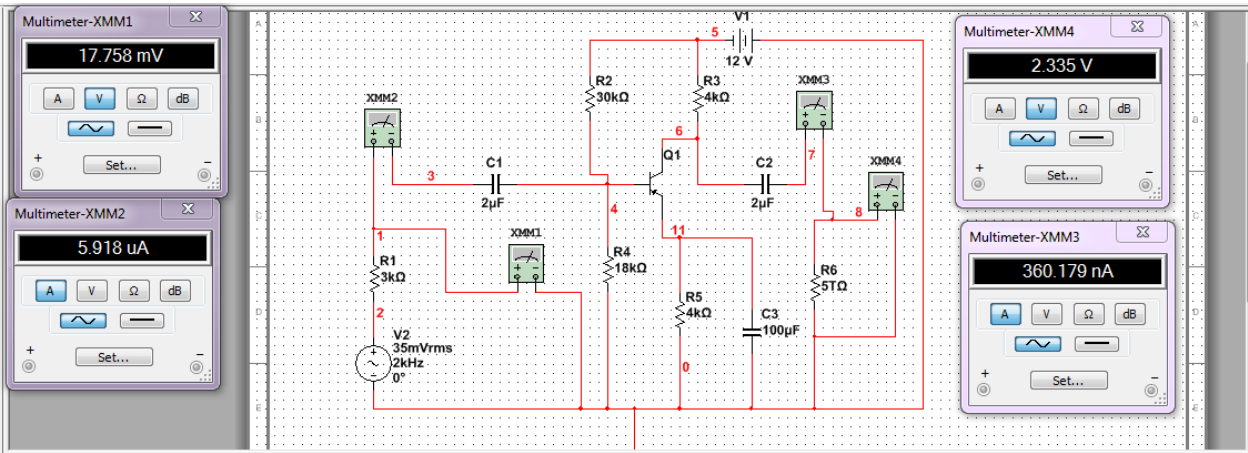 Multimeter-XMM1
17.758 mV
A V Ω dB
+ Set... -
Multimeter-XMM2
5.918 uA
A V Ω dB
+ Set... -
Multimeter-XMM4
2.335 V
A V Ω dB
+ Set... -
Multimeter-XMM3
360.179 nA
A V Ω dB
+ Set... -
V1
5
12 V
R2
30kΩ
R3
4kΩ
XMM3
XMM2
6
Q1
7
C1
2µF
3
C2
2µF
XMM4
4
8
1
XMM1
11
R1
3kΩ
R4
18kΩ
R6
5TΩ
2
R5
4kΩ
C3
100µF
V2
35mVrms
2kHz
0°
0
A
B
C
D
E
A
B
C
D
E